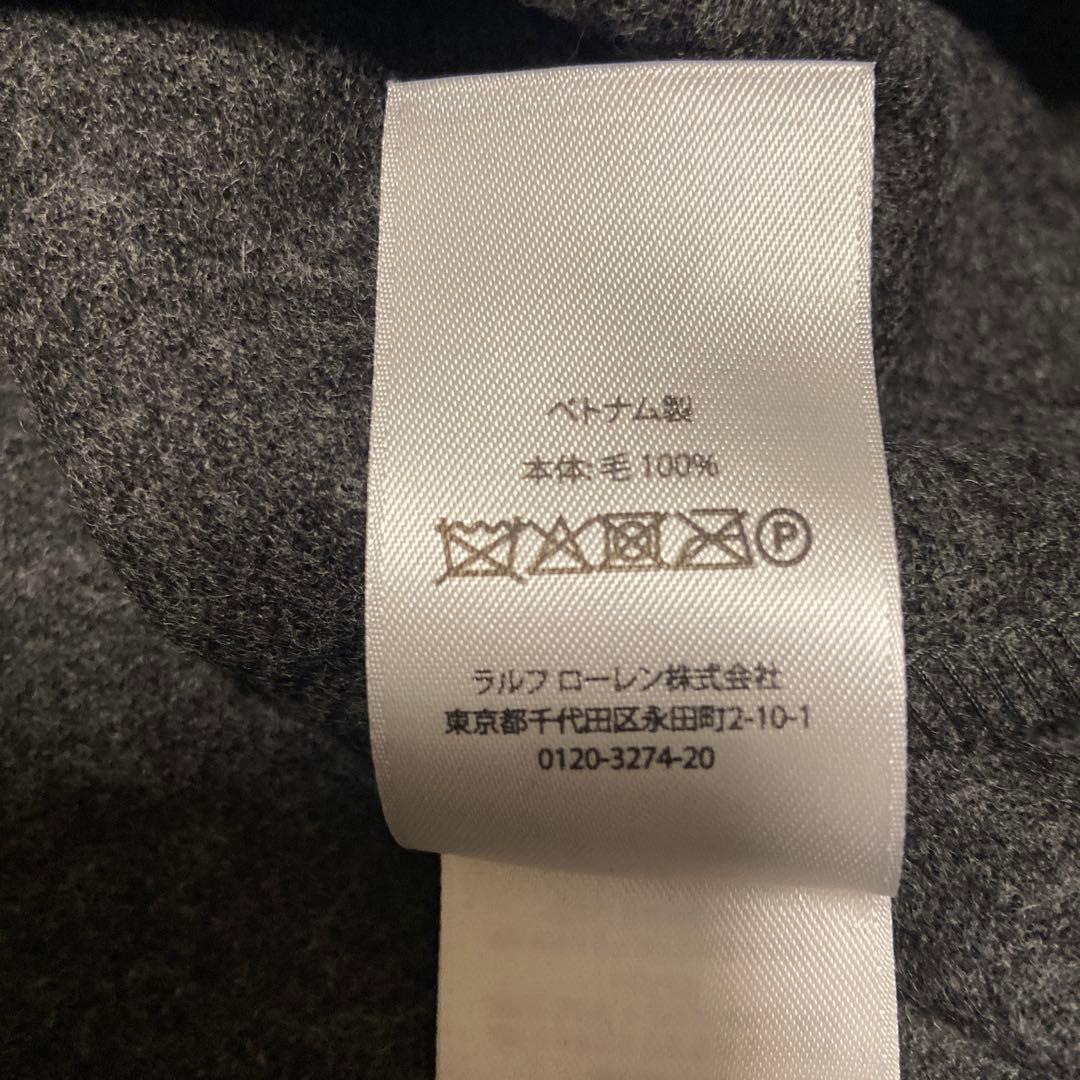 ベトナム製
本体: 毛 100%
P
ラルフ ローレン株式会社
東京都千代田区永田町2-10-1
0120-3274-20